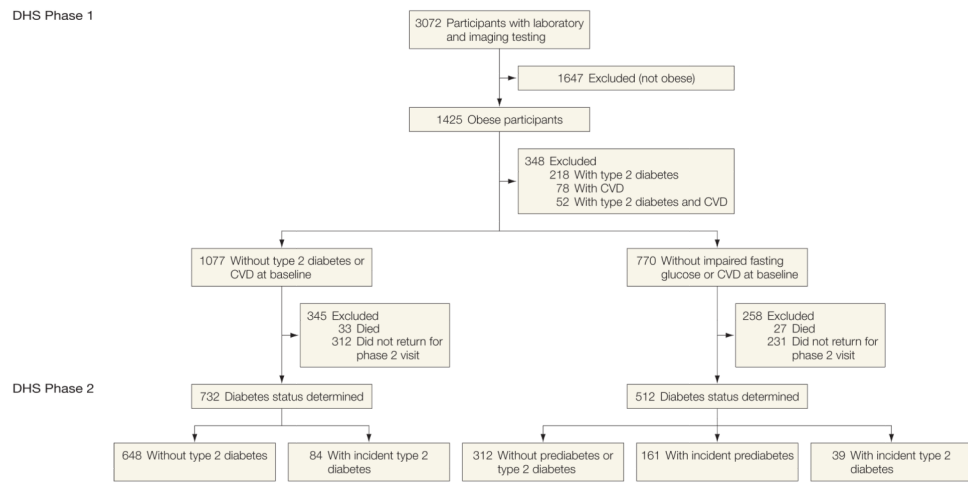 DHS Phase 1
3072 Participants with laboratory
and imaging testing
1647 Excluded (not obese)
1425 Obese participants
348 Excluded
218 With type 2 diabetes
78 With CVD
52 With type 2 diabetes and CVD
1077 Without type 2 diabetes or
CVD at baseline
770 Without impaired fasting
glucose or CVD at baseline
345 Excluded
33 Died
312 Did not return for
phase 2 visit
258 Excluded
27 Died
231 Did not return for
phase 2 visit
DHS Phase 2
732 Diabetes status determined
512 Diabetes status determined
648 Without type 2 diabetes
84 With incident type 2
diabetes
312 Without prediabetes or
type 2 diabetes
161 With incident prediabetes
39 With incident type 2
diabetes